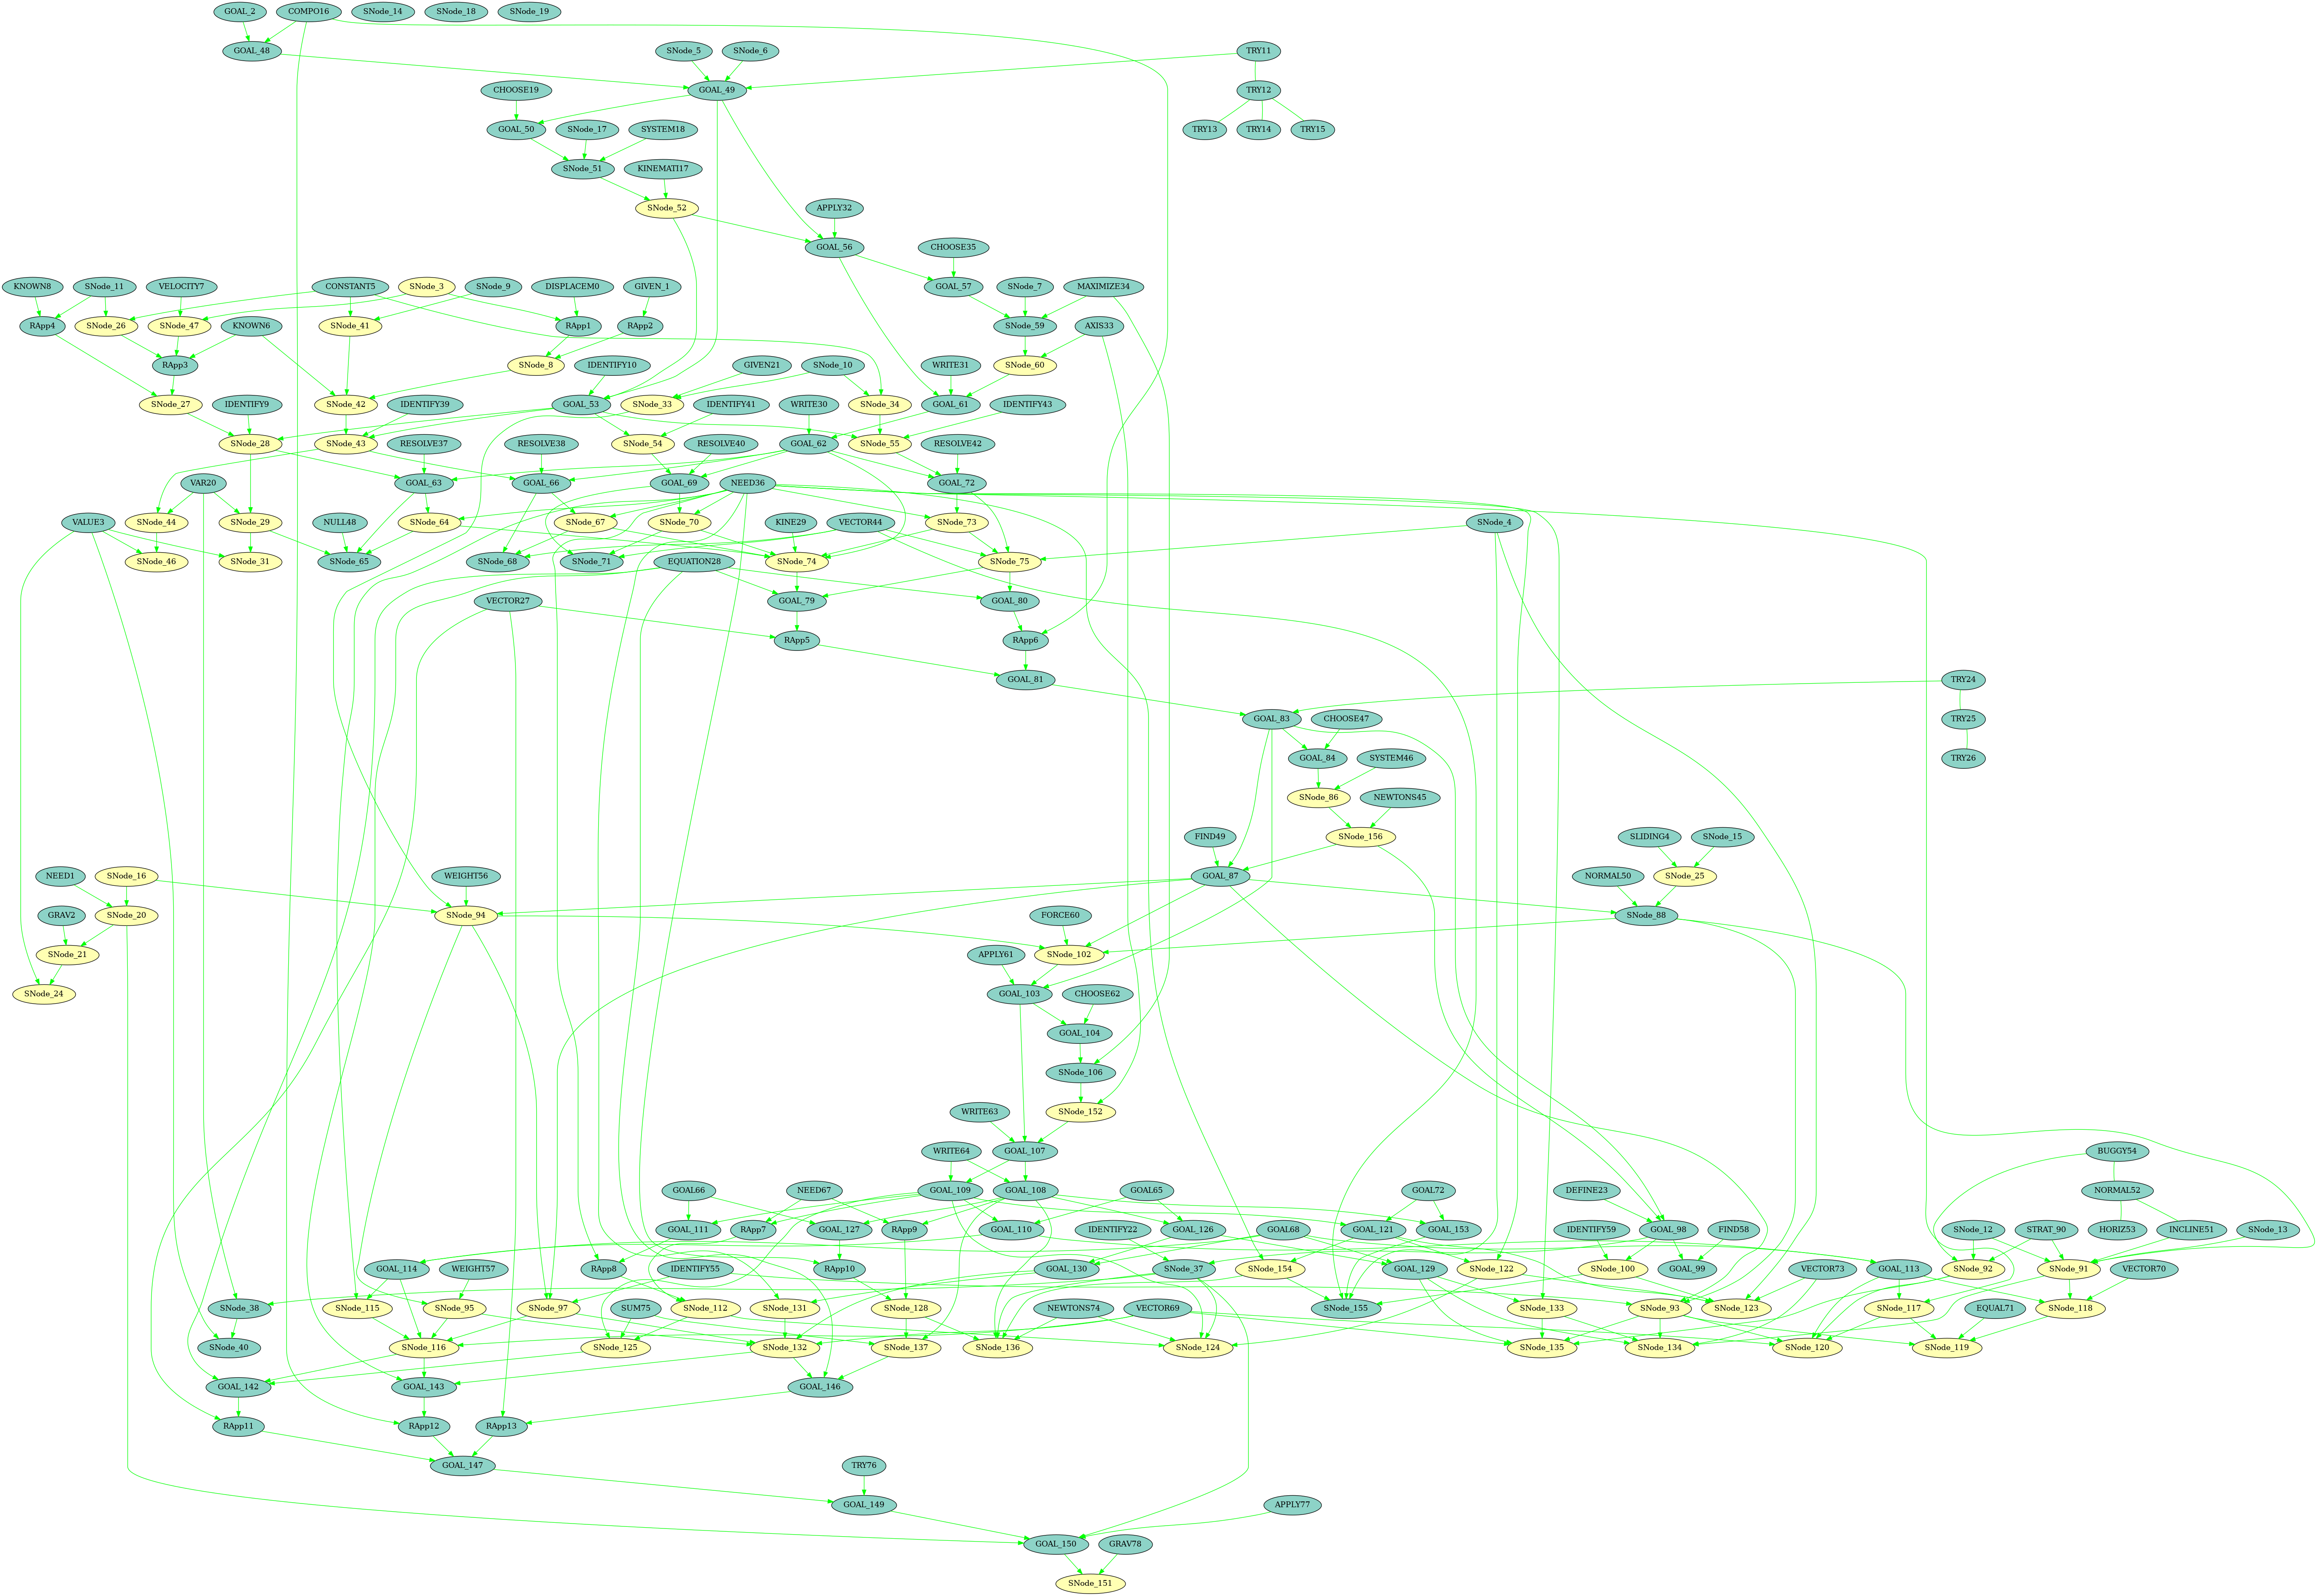 GOAL_2 COMPO16 SNode_14 SNode_18 SNode_19
GOAL_48 SNode_5 SNode_6 TRY11
CHOOSE19 GOAL_49 TRY12
GOAL_50 SNode_17 SYSTEM18 TRY13 TRY14 TRY15
SNode_51 KINEMATI17
SNode_52 APPLY32
GOAL_56 CHOOSE35
KNOWN8 SNode_11 VELOCITY7 CONSTANT5 SNode_3 SNode_9 DISPLACEM0 GIVEN_1 GOAL_57 SNode_7 MAXIMIZE34
RApp4 SNode_26 SNode_47 KNOWN6 SNode_41 RApp1 RApp2 SNode_59 AXIS33
RApp3 SNode_8 IDENTIFY10 GIVEN21 SNode_10 WRITE31 SNode_60
SNode_27 IDENTIFY9 SNode_42 IDENTIFY39 GOAL_53 SNode_33 IDENTIFY41 WRITE30 SNode_34 GOAL_61 IDENTIFY43
SNode_28 SNode_43 RESOLVE37 RESOLVE38 SNode_54 RESOLVE40 GOAL_62 SNode_55 RESOLVE42
VAR20 GOAL_63 GOAL_66 GOAL_69 NEED36 GOAL_72
VALUE3 SNode_44 SNode_29 NULL48 SNode_64 SNode_67 SNode_70 KINE29 VECTOR44 SNode_73 SNode_4
SNode_46 SNode_31 SNode_65 SNode_68 SNode_71 EQUATION28 SNode_74 SNode_75
VECTOR27 GOAL_79 GOAL_80
RApp5 RApp6
GOAL_81 TRY24
GOAL_83 CHOOSE47 TRY25
GOAL_84 SYSTEM46 TRY26
SNode_86 NEWTONS45
FIND49 SNode_156 SLIDING4 SNode_15
NEED1 SNode_16 WEIGHT56 GOAL_87 NORMAL50 SNode_25
GRAV2 SNode_20 SNode_94 FORCE60 SNode_88
SNode_21 APPLY61 SNode_102
SNode_24 GOAL_103 CHOOSE62
GOAL_104
SNode_106
WRITE63 SNode_152
WRITE64 GOAL_107 BUGGY54
GOAL66 NEED67 GOAL_109 GOAL_108 GOAL65 GOAL72 DEFINE23 NORMAL52
GOAL_111 RApp7 GOAL_127 RApp9 GOAL_110 IDENTIFY22 GOAL_126 GOAL68 GOAL_121 GOAL_153 IDENTIFY59 GOAL_98 FIND58 SNode_12 STRAT_90 HORIZ53 INCLINE51 SNode_13
GOAL_114 WEIGHT57 RApp8 IDENTIFY55 RApp10 GOAL_130 SNode_37 SNode_154 GOAL_129 SNode_122 SNode_100 GOAL_99 VECTOR73 GOAL_113 SNode_92 SNode_91 VECTOR70
SNode_38 SNode_115 SNode_95 SNode_97 SUM75 SNode_112 SNode_131 SNode_128 NEWTONS74 VECTOR69 SNode_155 SNode_133 SNode_93 SNode_123 SNode_117 EQUAL71 SNode_118
SNode_40 SNode_116 SNode_125 SNode_132 SNode_137 SNode_136 SNode_124 SNode_135 SNode_134 SNode_120 SNode_119
GOAL_142 GOAL_143 GOAL_146
RApp11 RApp12 RApp13
GOAL_147 TRY76
GOAL_149 APPLY77
GOAL_150 GRAV78
SNode_151